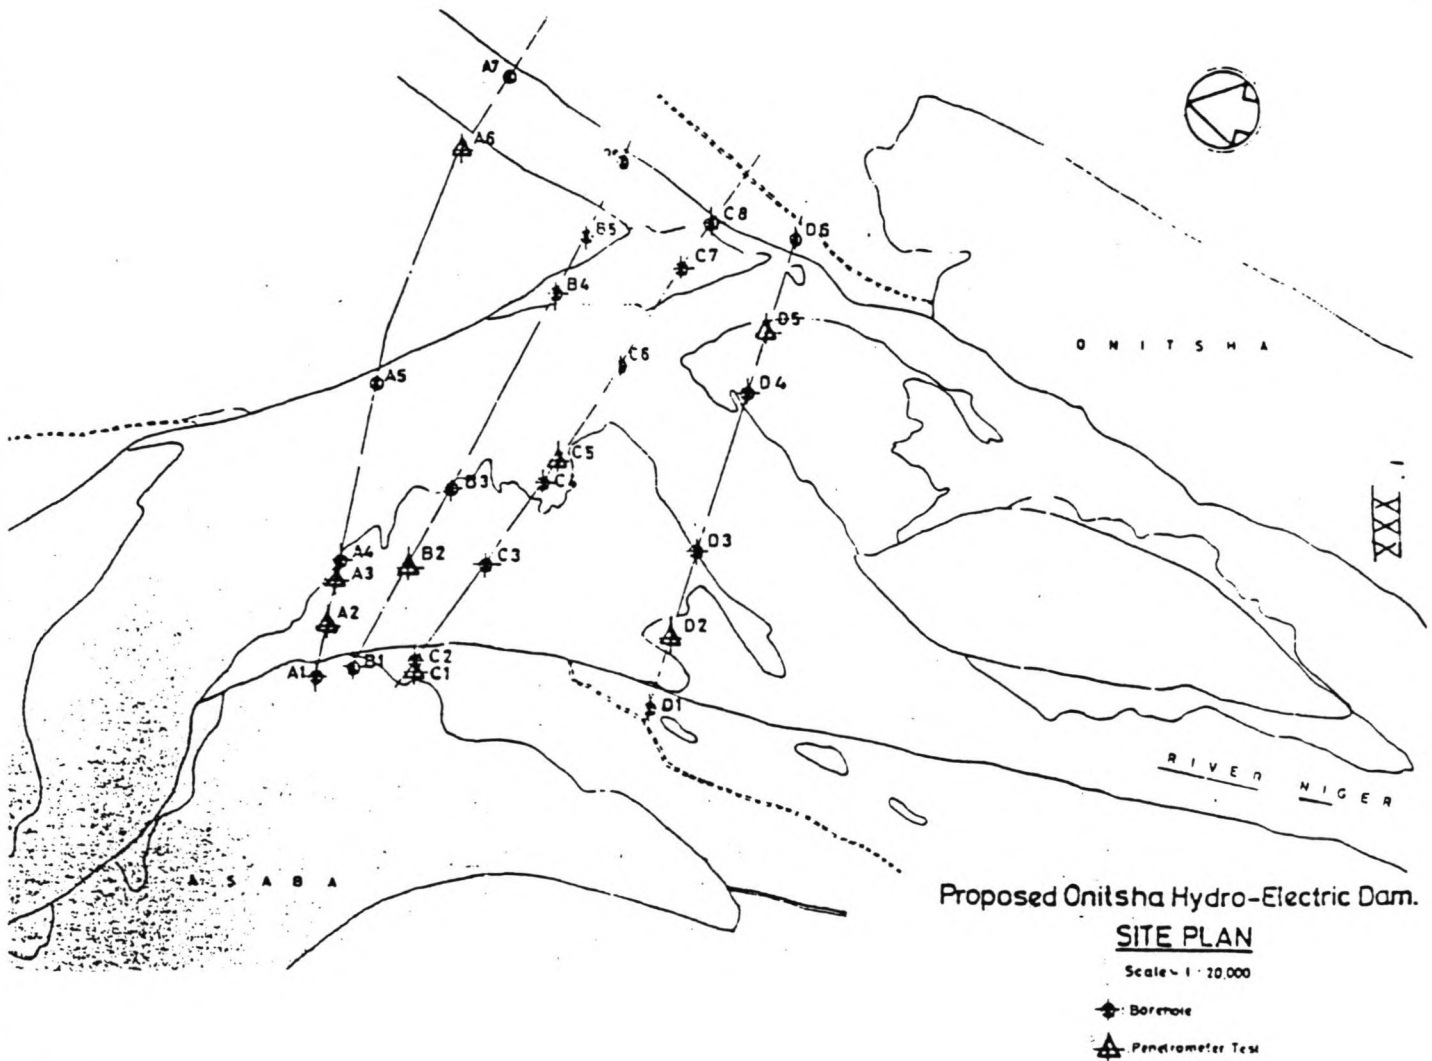 A7
A6
C8
D6
B5
C7
B4
D5
ONITSHA
C6
A5
D4
C5
C4
B3
D3
A4
B2
C3
A3
A2
D2
C2
B1
A1
C1
D1
RIVER NIGER
ASABA
Proposed Onitsha Hydro-Electric Dam.
SITE PLAN
Scale - 1 : 20,000
Borehole
Penetrometer Test